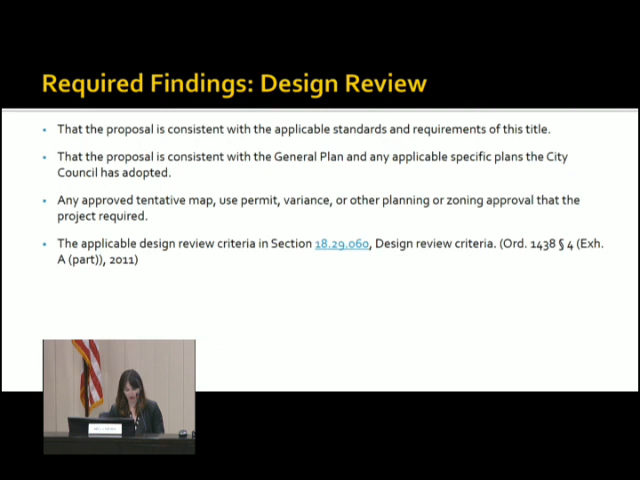 Required Findings: Design Review
• That the proposal is consistent with the applicable standards and requirements of this title.
• That the proposal is consistent with the General Plan and any applicable specific plans the City
Council has adopted.
• Any approved tentative map, use permit, variance, or other planning or zoning approval that the
project required.
• The applicable design review criteria in Section 18.29.060, Design review criteria. (Ord. 1438 § 4 (Exh.
A (part)), 2011)